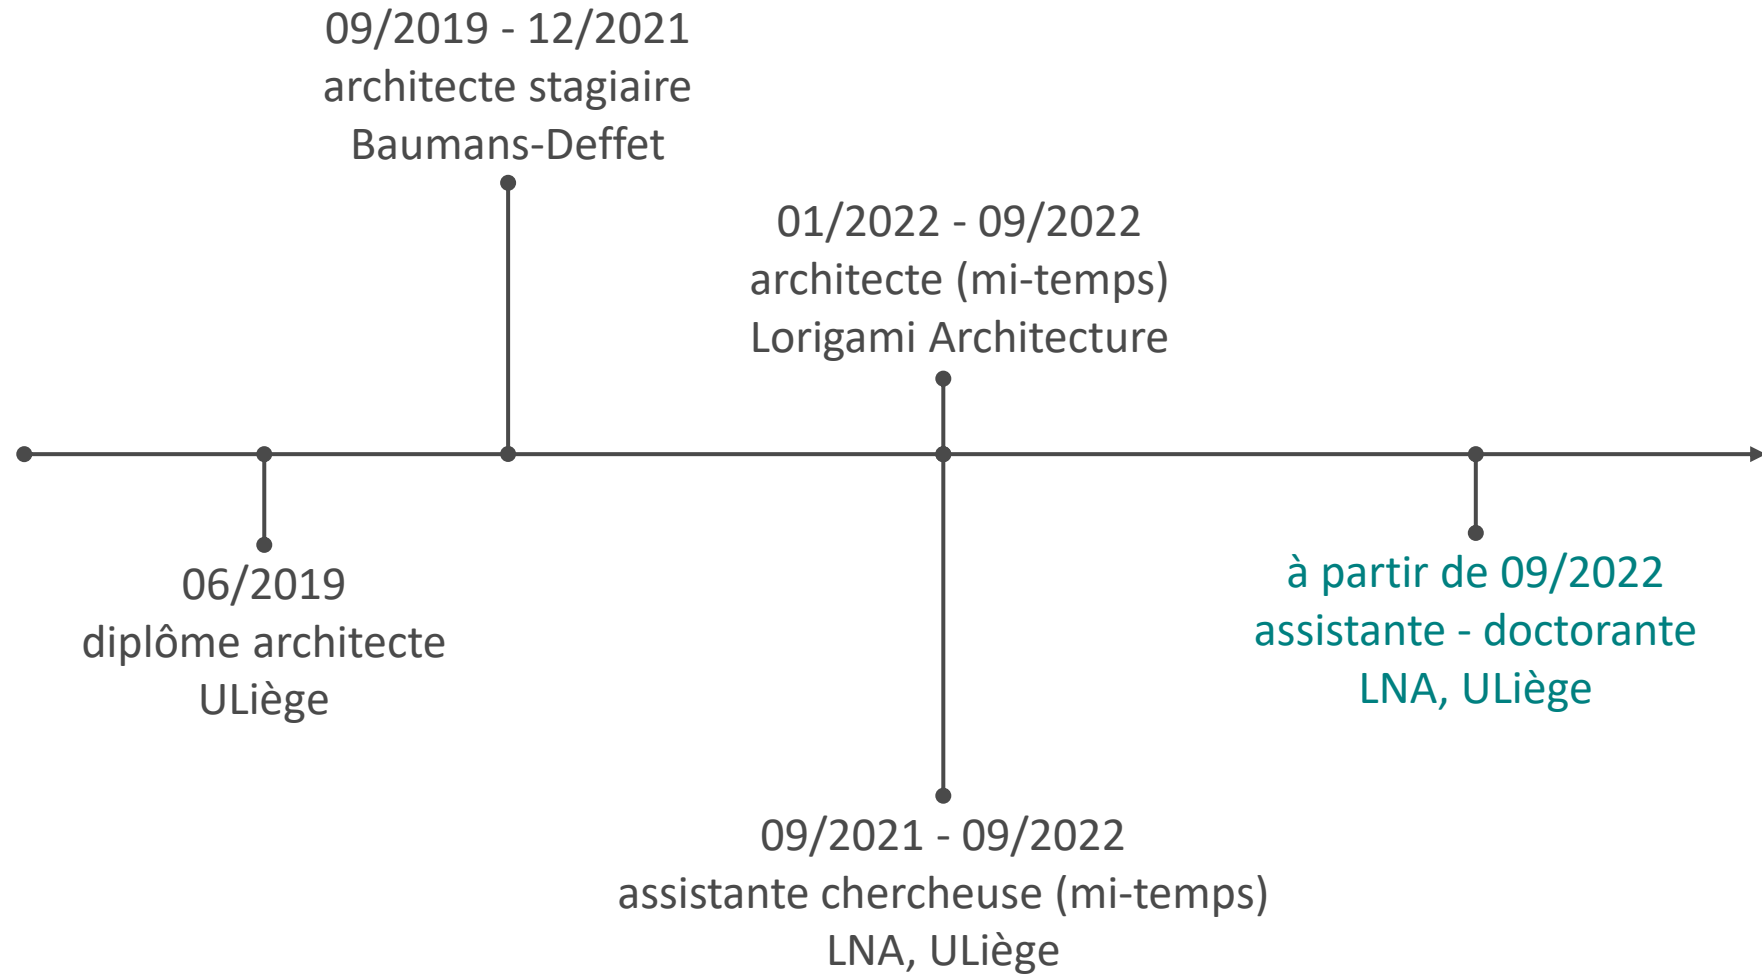 09/2019 - 12/2021
architecte stagiaire
Baumans-Deffet
01/2022 - 09/2022
architecte (mi-temps)
Lorigami Architecture
06/2019
diplôme architecte
ULiège
à partir de 09/2022
assistante - doctorante
LNA, ULiège
09/2021 - 09/2022
assistante chercheuse (mi-temps)
LNA, ULiège